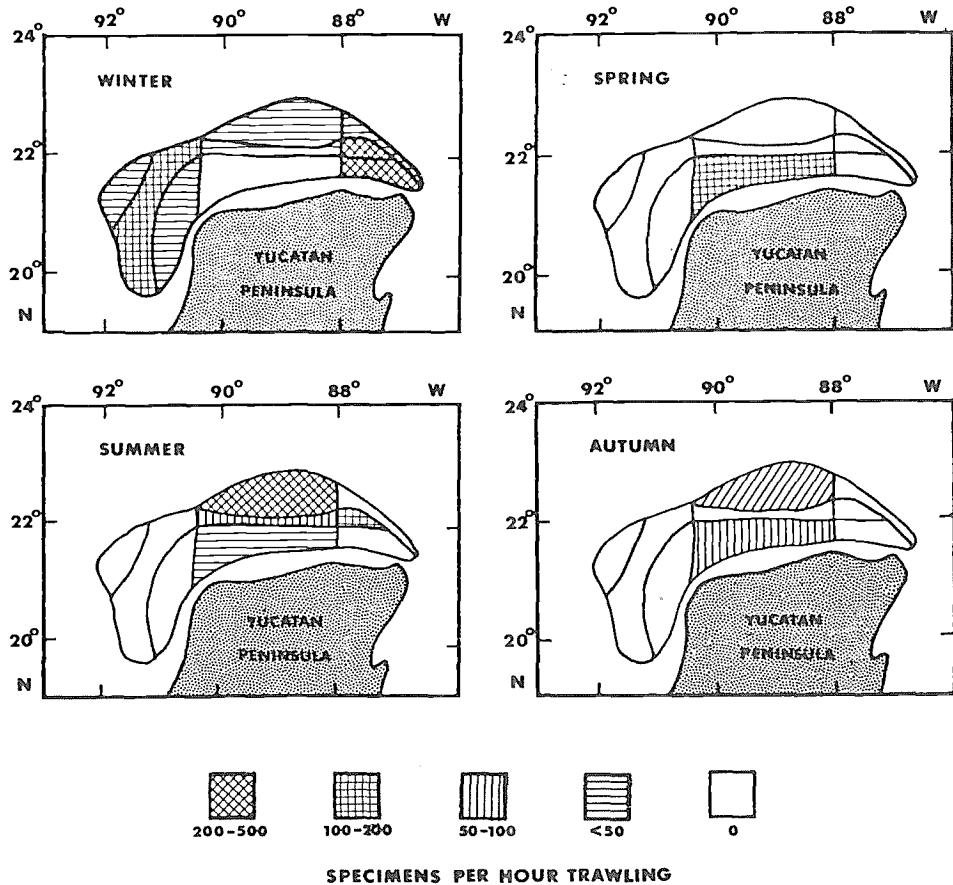 92° 90° 88° W
24°
WINTER
22°
20°
N
YUCATAN
PENINSULA
92° 90° 88° W
24°
SPRING
22°
20°
N
YUCATAN
PENINSULA
92° 90° 88° W
24°
SUMMER
22°
20°
N
YUCATAN
PENINSULA
92° 90° 88° W
24°
AUTUMN
22°
20°
N
YUCATAN
PENINSULA
200-500 100-200 50-100 <50 0
SPECIMENS PER HOUR TRAWLING